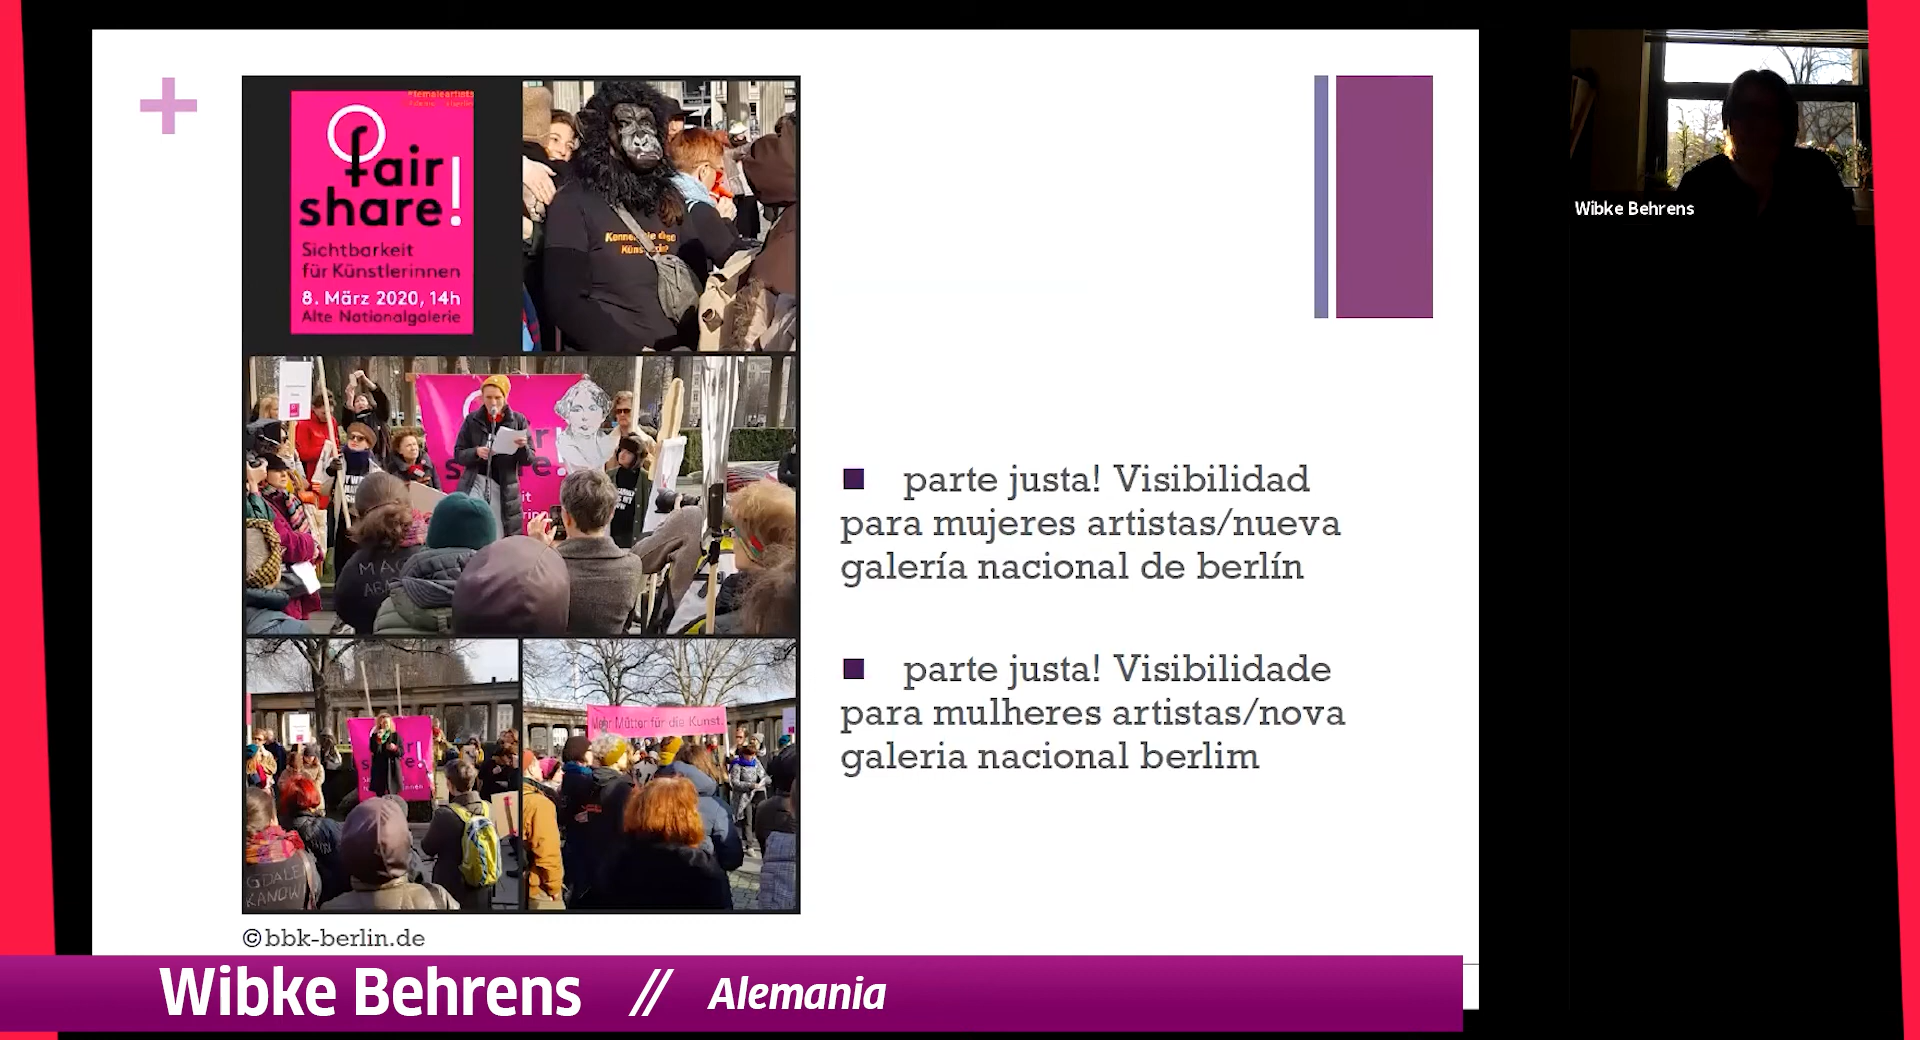 fair
share!
Sichtbarkeit
für Künstlerinnen
8. März 2020, 14h
Alte Nationalgalerie
Mehr Mütter für die Kunst.
parte justa! Visibilidad
para mujeres artistas/nueva
galería nacional de berlín
parte justa! Visibilidade
para mulheres artistas/nova
galeria nacional berlim
©bbk-berlin.de
Wibke Behrens
Wibke Behrens // Alemania